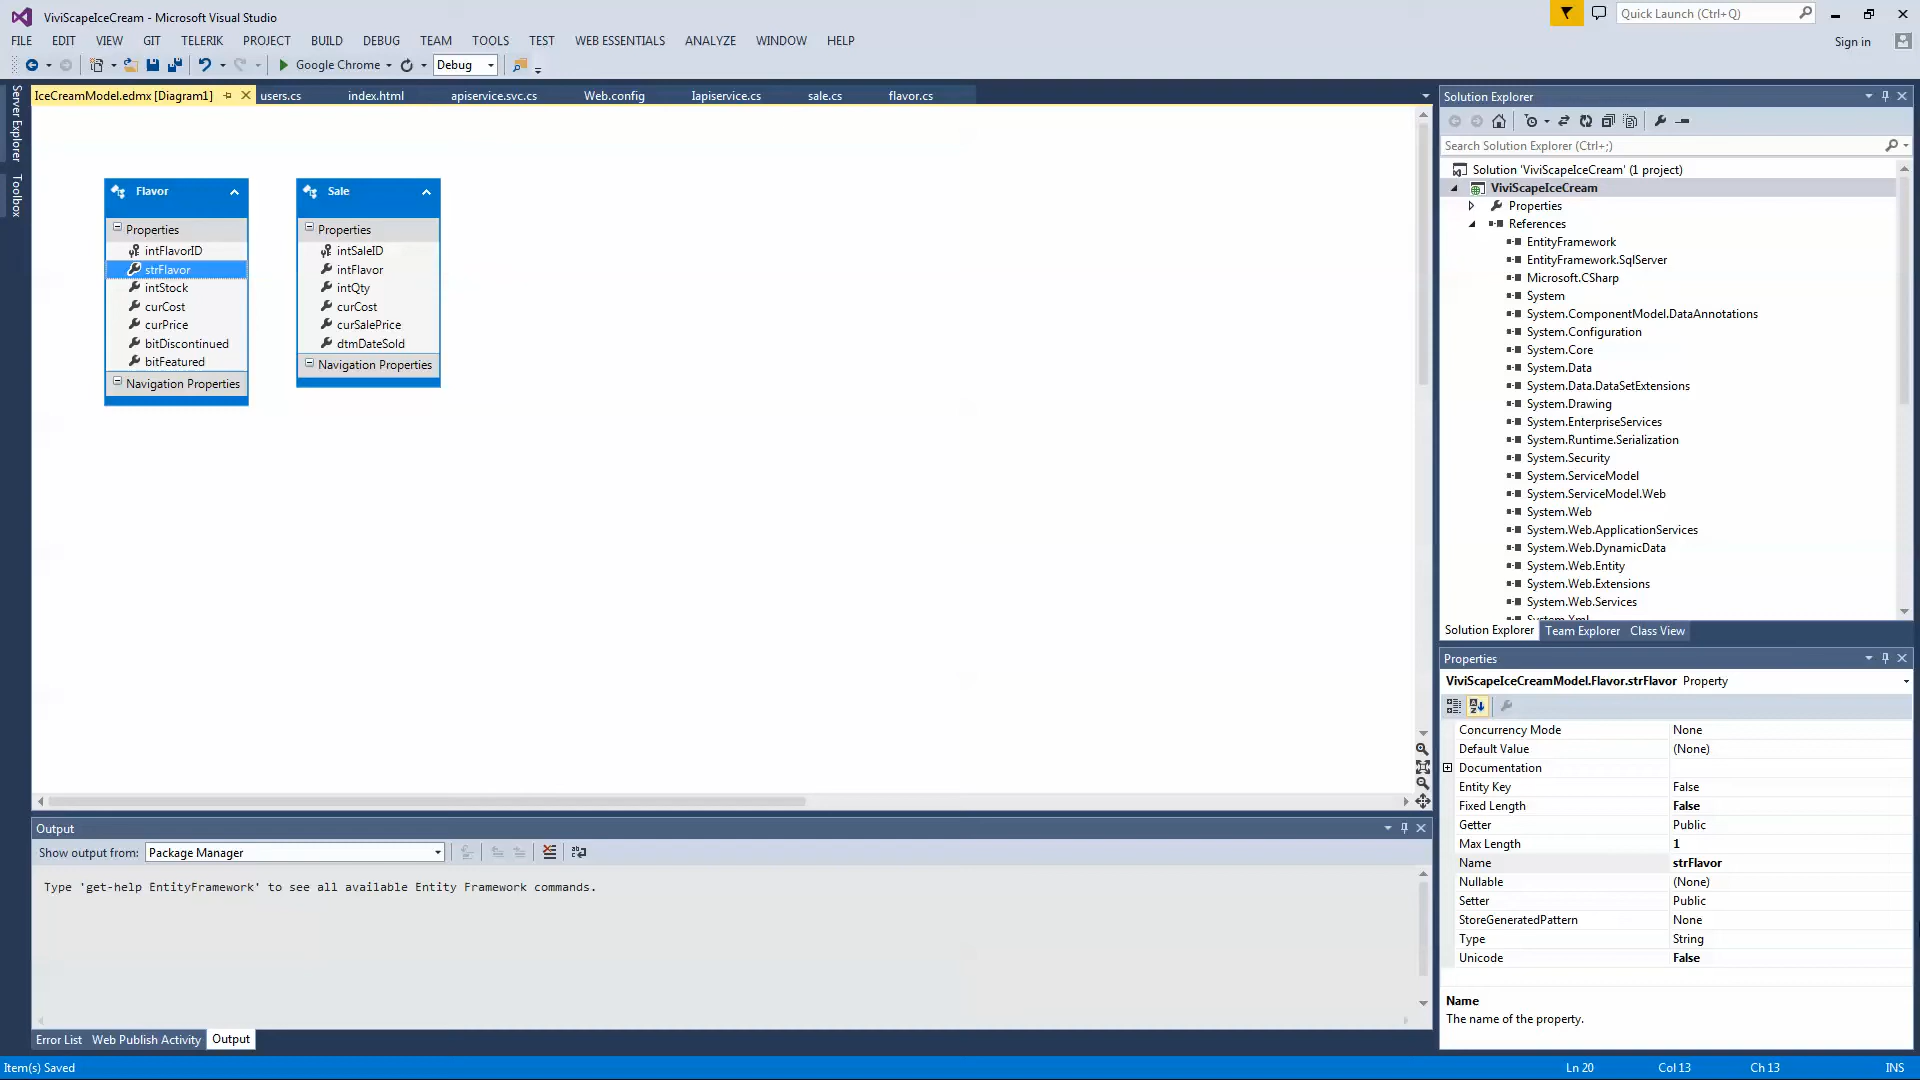 ViviScapeIceCream - Microsoft Visual Studio
Quick Launch (Ctrl+Q)
FILE EDIT VIEW GIT TELERIK PROJECT BUILD DEBUG TEAM TOOLS TEST WEB ESSENTIALS ANALYZE WINDOW HELP
Sign in
Google Chrome Debug
Server Explorer
Toolbox
IceCreamModel.edmx [Diagram1] users.cs index.html apiservice.svc.cs Web.config Iapiservice.cs sale.cs flavor.cs
Flavor
Properties
intFlavorID
strFlavor
intStock
curCost
curPrice
bitDiscontinued
bitFeatured
Navigation Properties
Sale
Properties
intSaleID
intFlavor
intQty
curCost
curSalePrice
dtmDateSold
Navigation Properties
Solution Explorer
Search Solution Explorer (Ctrl+;)
Solution 'ViviScapeIceCream' (1 project)
ViviScapeIceCream
Properties
References
EntityFramework
EntityFramework.SqlServer
Microsoft.CSharp
System
System.ComponentModel.DataAnnotations
System.Configuration
System.Core
System.Data
System.Data.DataSetExtensions
System.Drawing
System.EnterpriseServices
System.Runtime.Serialization
System.Security
System.ServiceModel
System.ServiceModel.Web
System.Web
System.Web.ApplicationServices
System.Web.DynamicData
System.Web.Entity
System.Web.Extensions
System.Web.Services
System.Xml
Solution Explorer Team Explorer Class View
Properties
ViviScapeIceCreamModel.Flavor.strFlavor Property
Concurrency Mode None
Default Value (None)
Documentation
Entity Key False
Fixed Length False
Getter Public
Max Length 1
Name strFlavor
Nullable (None)
Setter Public
StoreGeneratedPattern None
Type String
Unicode False
Name
The name of the property.
Output
Show output from: Package Manager
Type 'get-help EntityFramework' to see all available Entity Framework commands.
Error List Web Publish Activity Output
Item(s) Saved Ln 20 Col 13 Ch 13 INS